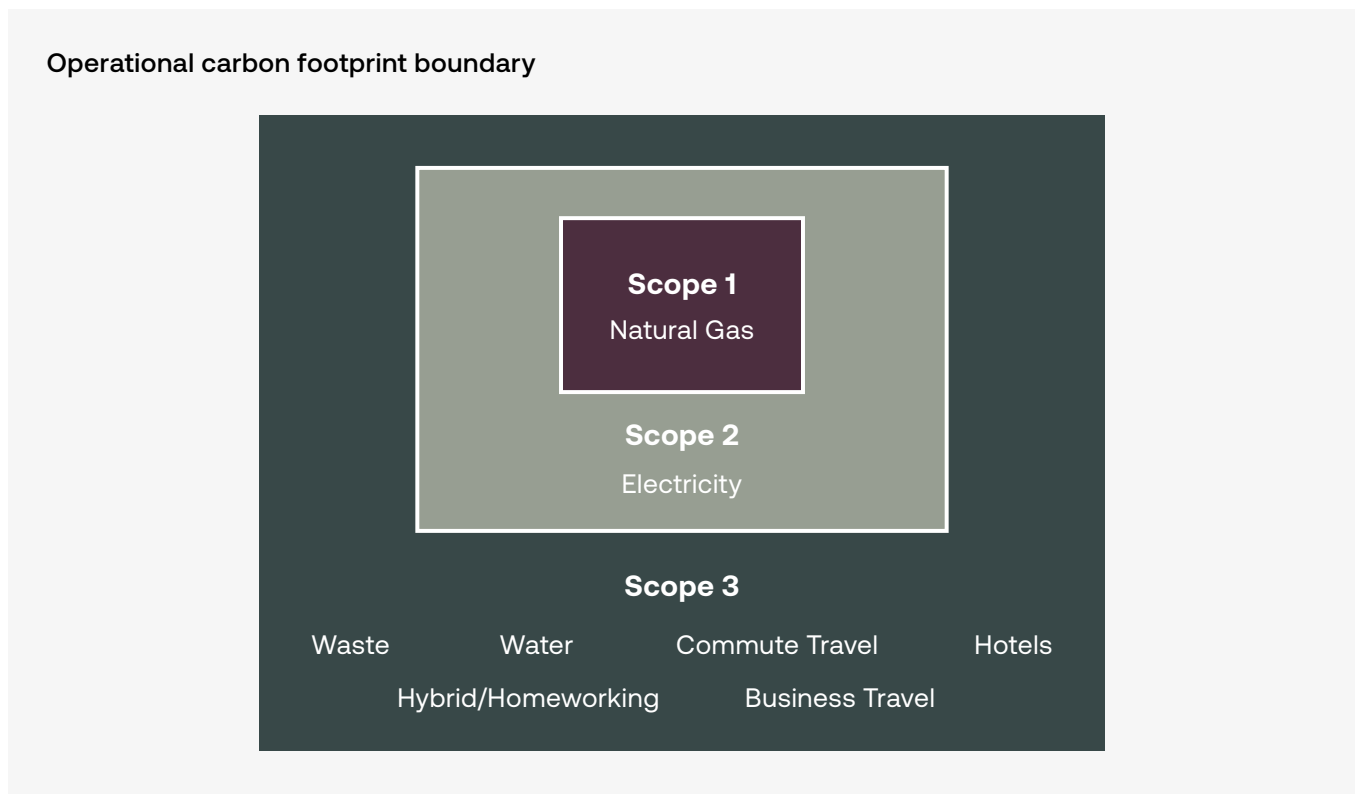 Operational carbon footprint boundary
Scope 1
Natural Gas
Scope 2
Electricity
Scope 3
Waste Water Commute Travel Hotels
Hybrid/Homeworking Business Travel